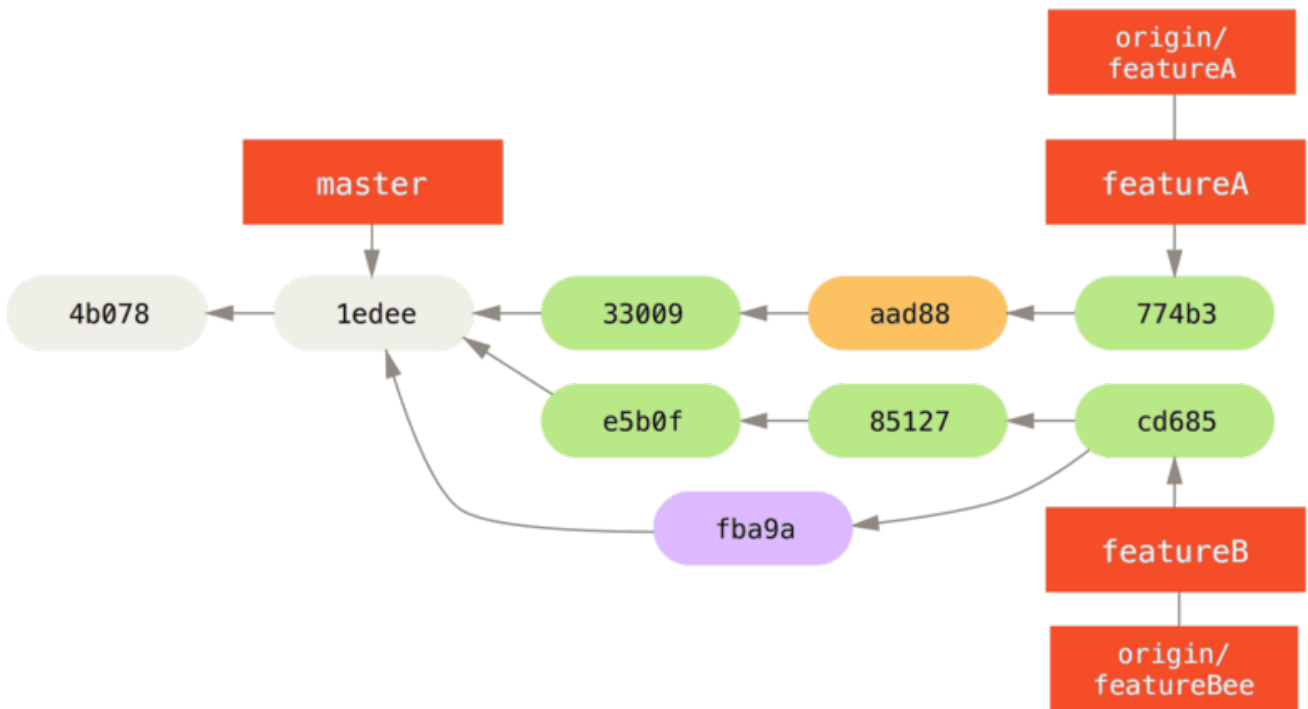 origin/
featureA
master
featureA
4b078
1edee
33009
aad88
774b3
e5b0f
85127
cd685
fba9a
featureB
origin/
featureBee